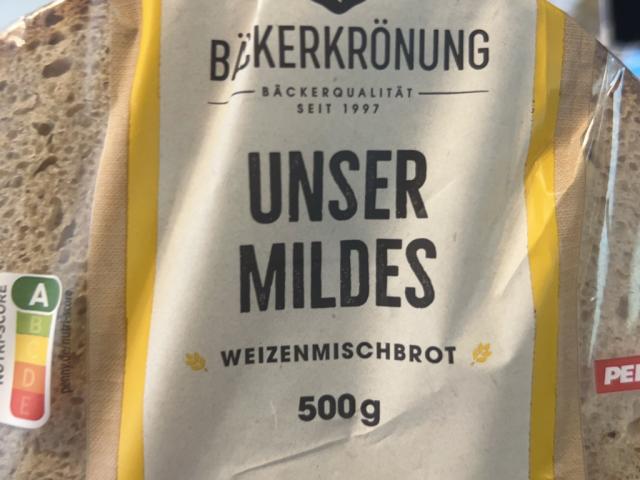 BÄKERKRÖNUNG
BÄCKERQUALITÄT
SEIT 1997
UNSER
MILDES
WEIZENMISCHBROT
500g
NUTRI-SCORE
A
B
C
D
E